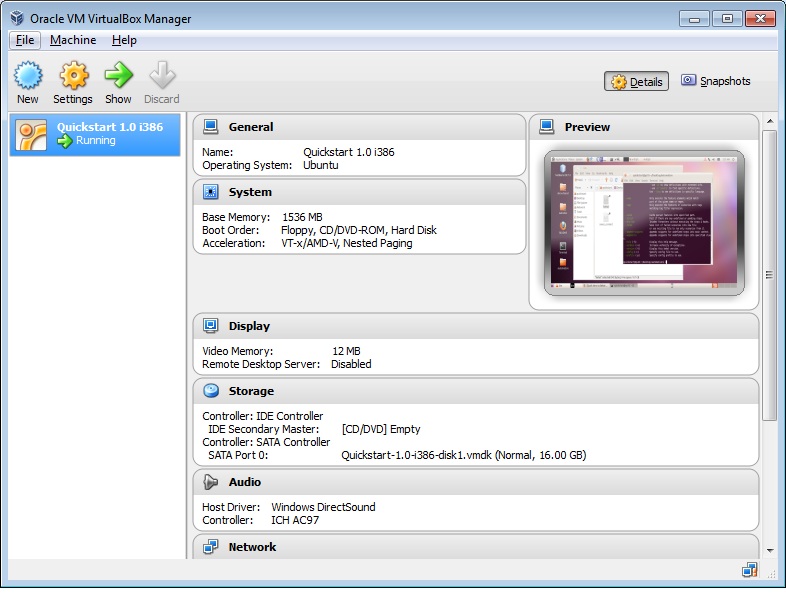 Oracle VM VirtualBox Manager
File Machine Help
New Settings Show Discard
Details Snapshots
Quickstart 1.0 i386
Running
General
Name: Quickstart 1.0 i386
Operating System: Ubuntu
Preview
System
Base Memory: 1536 MB
Boot Order: Floppy, CD/DVD-ROM, Hard Disk
Acceleration: VT-x/AMD-V, Nested Paging
Display
Video Memory: 12 MB
Remote Desktop Server: Disabled
Storage
Controller: IDE Controller
IDE Secondary Master: [CD/DVD] Empty
Controller: SATA Controller
SATA Port 0: Quickstart-1.0-i386-disk1.vmdk (Normal, 16.00 GB)
Audio
Host Driver: Windows DirectSound
Controller: ICH AC97
Network